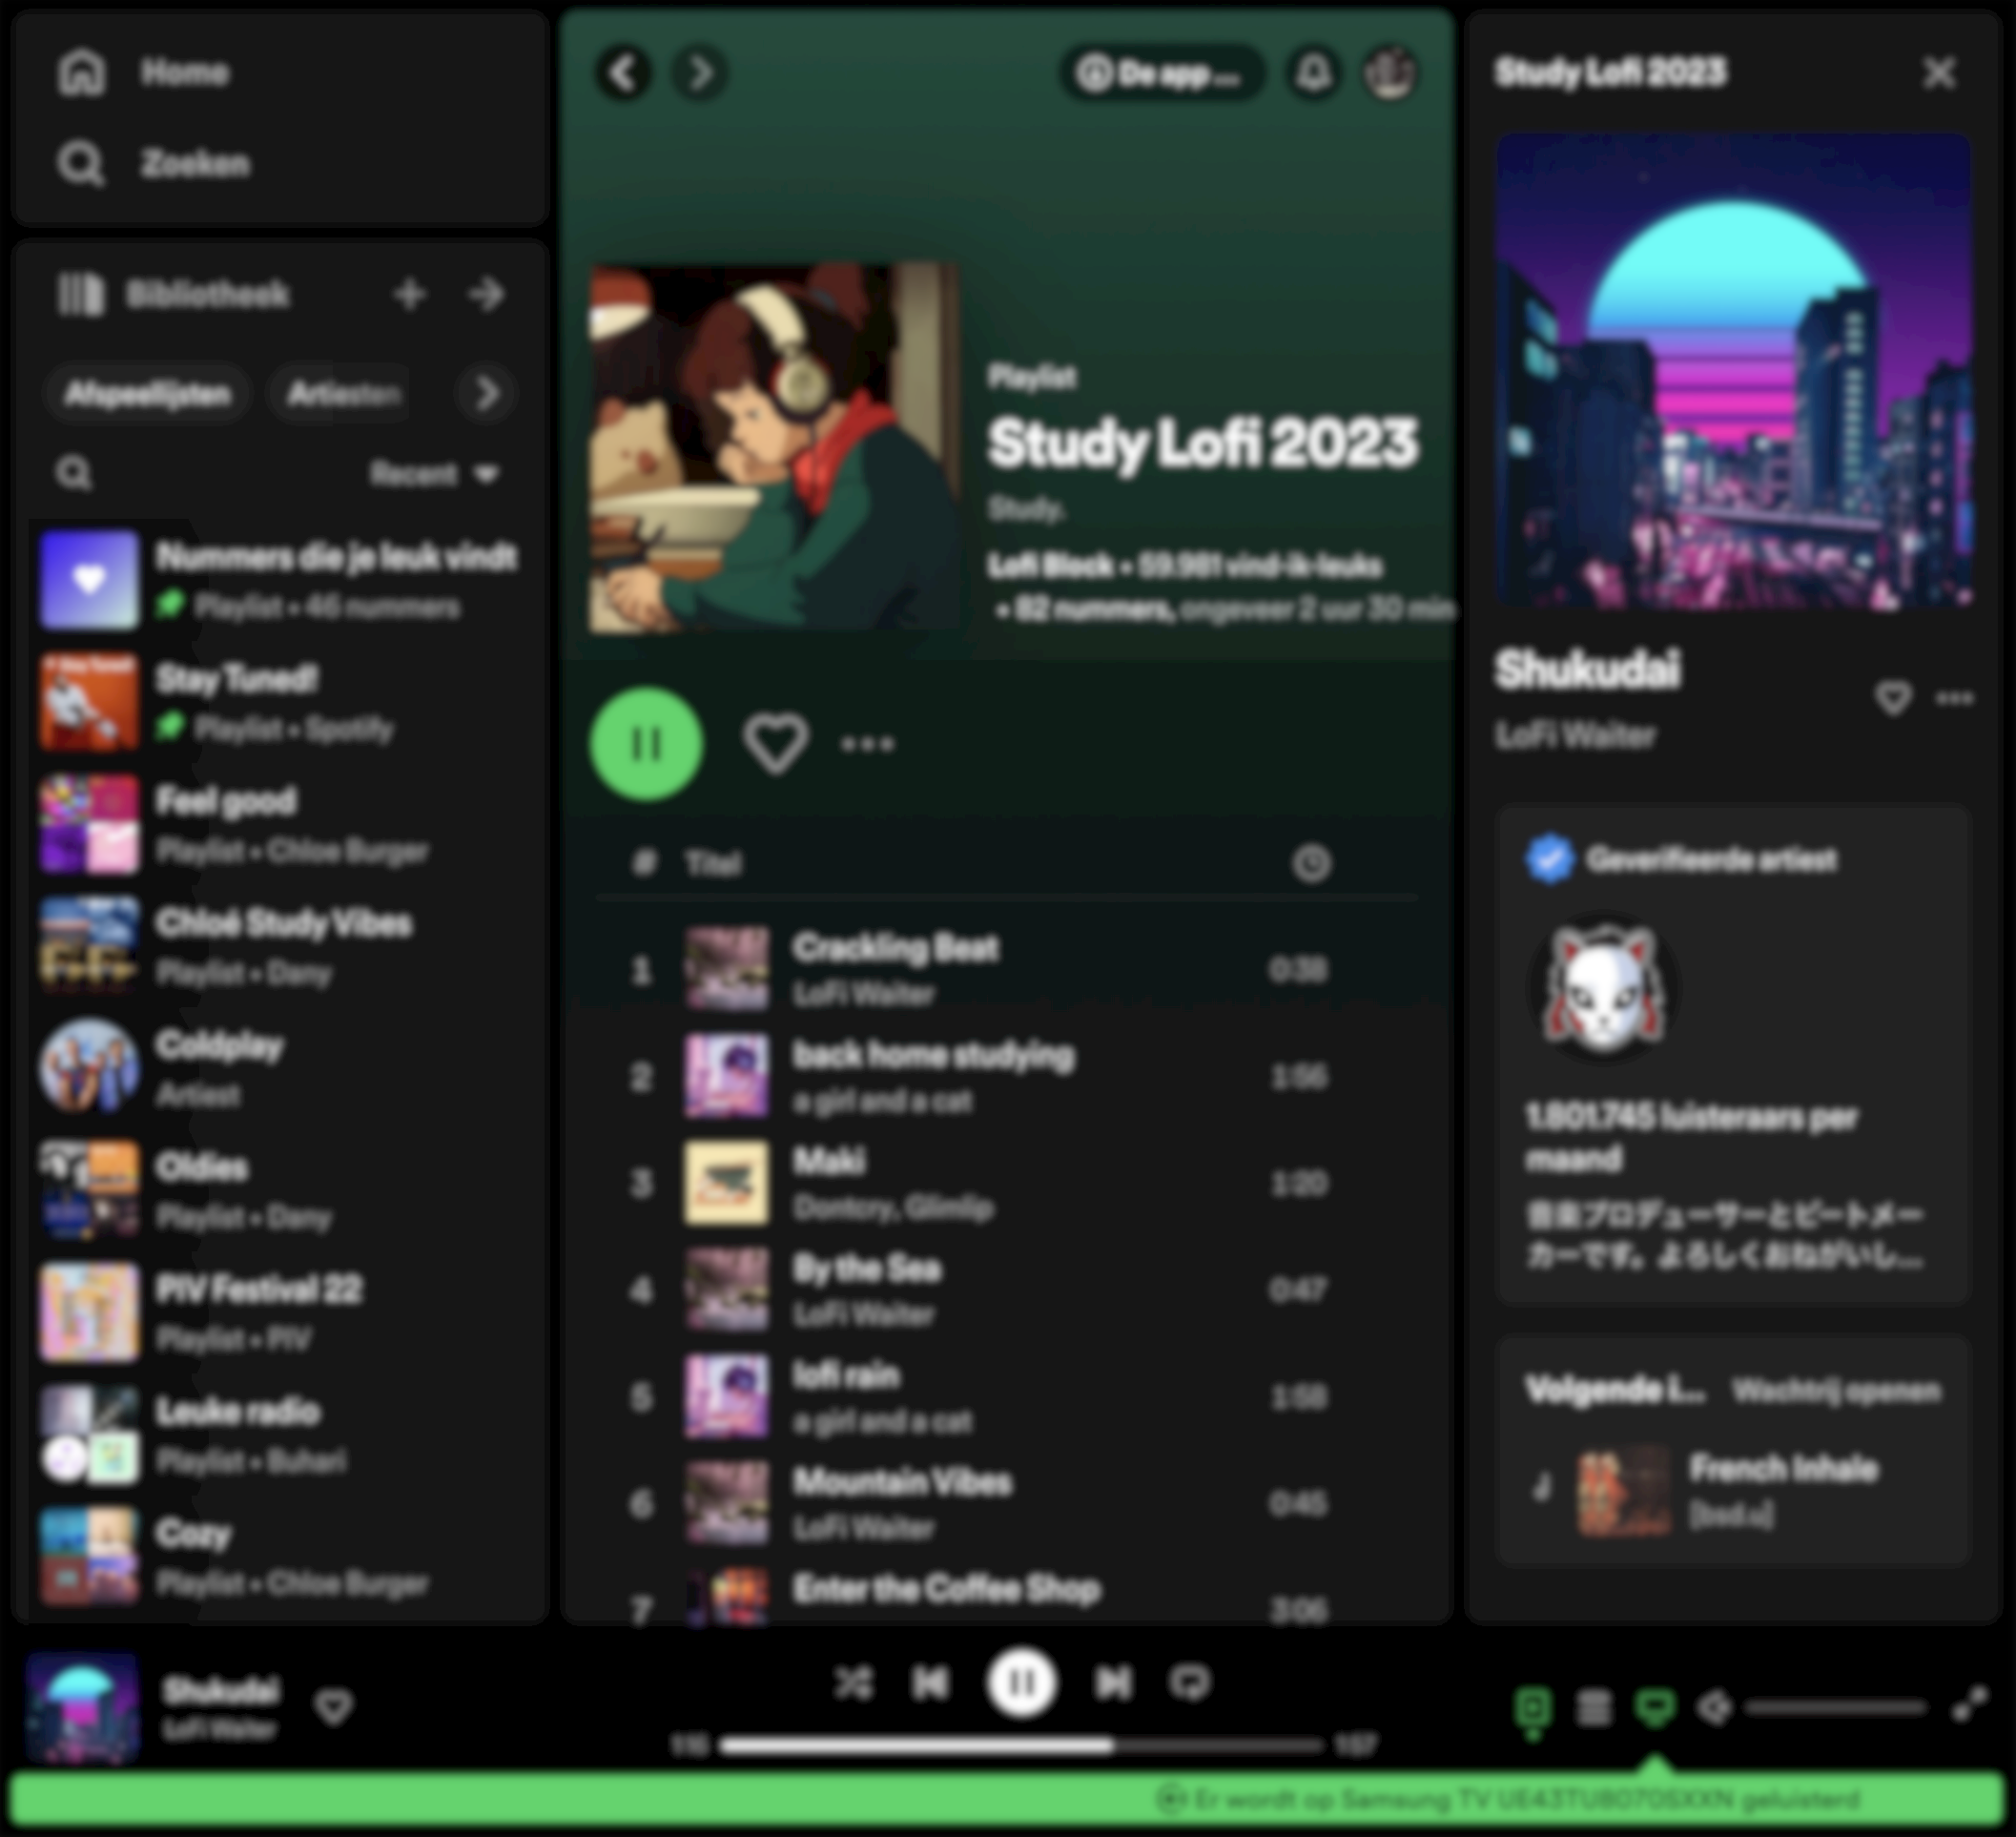 Home
Zoeken
Bibliotheek
Afspeellijsten
Artiesten
Recent
Nummers die je leuk vindt
Playlist • 46 nummers
Stay Tuned!
Playlist • Spotify
Feel good
Playlist • Chloe Burger
Chloé Study Vibes
Playlist • Dany
Coldplay
Artiest
Oldies
Playlist • Dany
PIV Festival 22
Playlist • PIV
Leuke radio
Playlist • Buhari
Cozy
Playlist • Chloe Burger
De app ...
Playlist
Study Lofi 2023
Study.
Lofi Block • 59.981 vind-ik-leuks
• 82 nummers, ongeveer 2 uur 30 min
# Titel
1 Crackling Beat 0:38
LoFi Waiter
2 back home studying 1:56
a girl and a cat
3 Maki 1:20
Dontcry, Glimlip
4 By the Sea 0:47
LoFi Waiter
5 lofi rain 1:58
a girl and a cat
6 Mountain Vibes 0:45
LoFi Waiter
7 Enter the Coffee Shop 3:06
Study Lofi 2023
Shukudai
LoFi Waiter
Geverifieerde artiest
1.801.745 luisteraars per
maand
音楽プロデューサーとビートメー
カーです。よろしくおねがいし...
Volgende i... Wachtrij openen
French Inhale
[bsd.u]
Shukudai
LoFi Waiter
1:15
1:57
Er wordt op Samsung TV UE43TU8070SXXN geluisterd